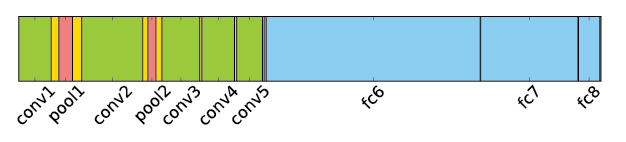 conv1
pool1
conv2
pool2
conv3
conv4
conv5
fc6
fc7
fc8